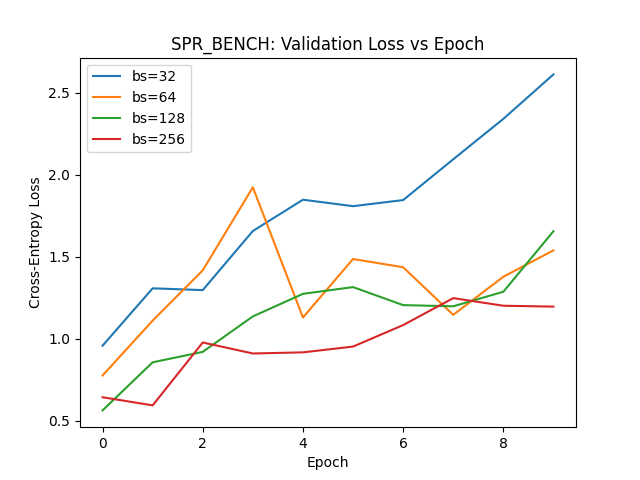 SPR_BENCH: Validation Loss vs Epoch
bs=32
bs=64
bs=128
bs=256
Cross-Entropy Loss
2.5
2.0
1.5
1.0
0.5
0 2 4 6 8
Epoch